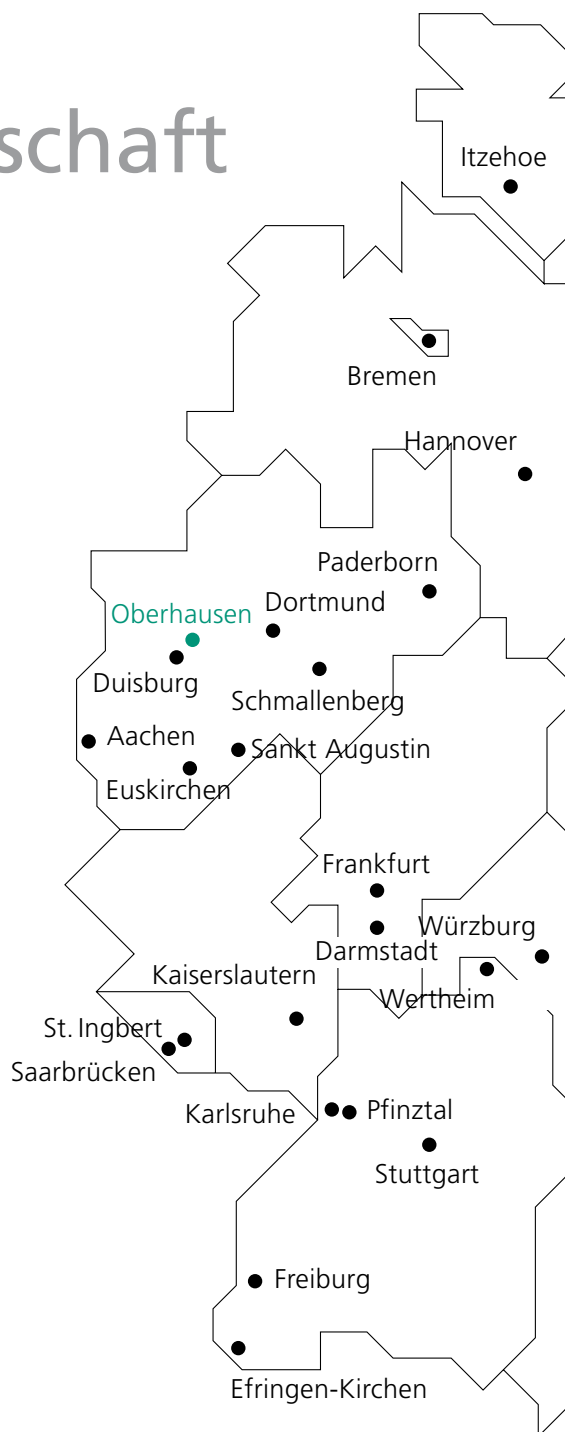 schaft
Itzehoe
Bremen
Hannover
Paderborn
Dortmund
Oberhausen
Duisburg
Schmallenberg
Aachen
Sankt Augustin
Euskirchen
Frankfurt
Würzburg
Darmstadt
Kaiserslautern
Wertheim
St. Ingbert
Saarbrücken
Karlsruhe
Pfinztal
Stuttgart
Freiburg
Efringen-Kirchen